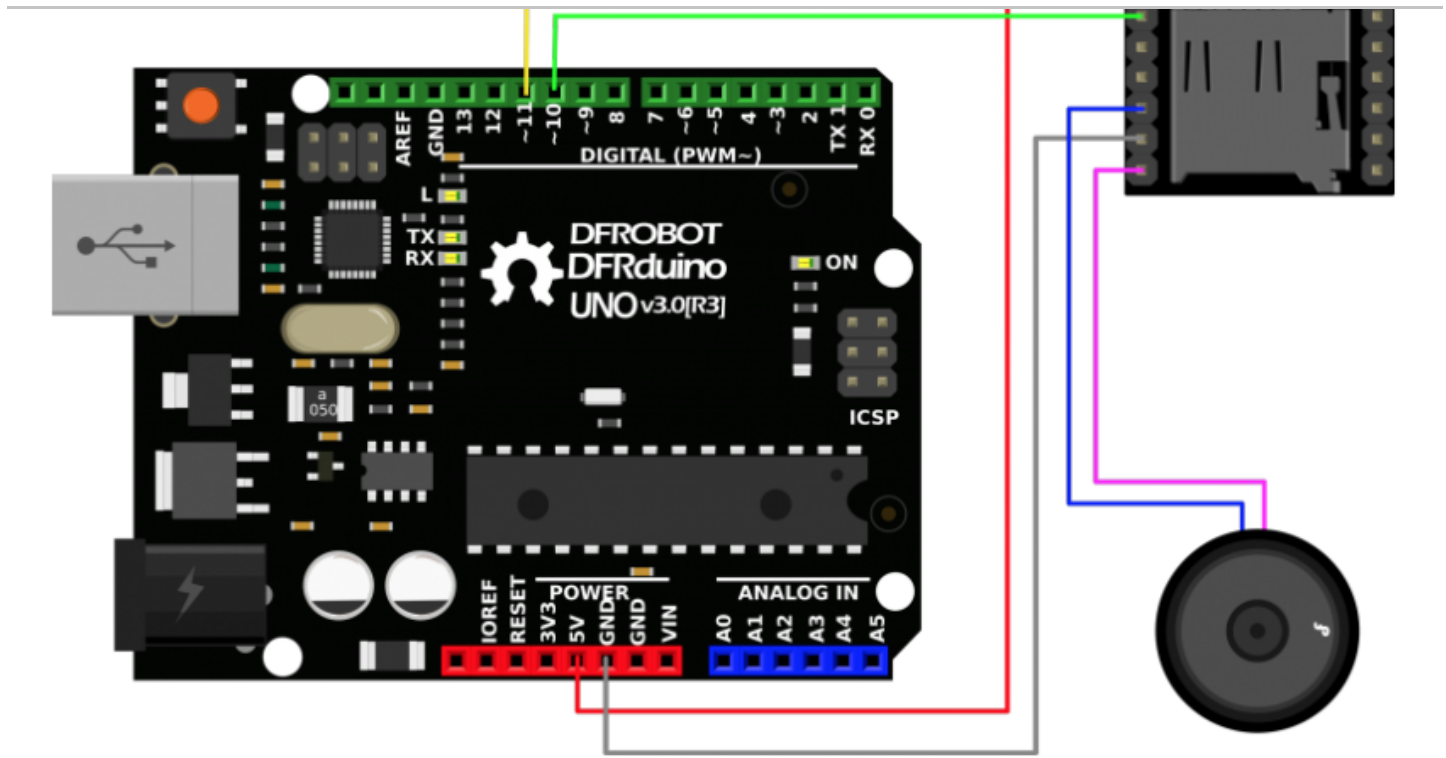 AREF
GND
13
12
~11
~10
~9
8
7
~6
~5
4
~3
2
TX 1
RX 0
DIGITAL (PWM~)
L
TX
RX
DFROBOT
DFRduino
UNO v3.0[R3]
ON
ICSP
a
050
POWER
ANALOG IN
IOREF
RESET
3V3
5V
GND
GND
VIN
A0
A1
A2
A3
A4
A5